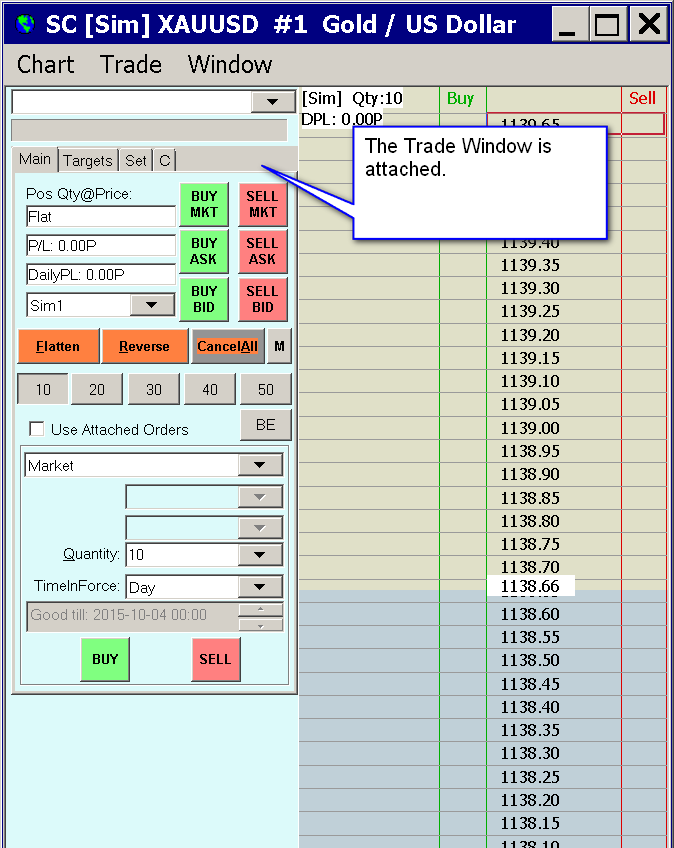 SC [Sim] XAUUSD #1 Gold / US Dollar
Chart Trade Window
[Sim] Qty:10 Buy Sell
DPL: 0.00P
1139.65
The Trade Window is
attached.
Main Targets Set C
Pos Qty@Price:
Flat
P/L: 0.00P
DailyPL: 0.00P
Sim1
BUY
MKT
SELL
MKT
BUY
ASK
SELL
ASK
BUY
BID
SELL
BID
Flatten Reverse CancelAll M
10 20 30 40 50
Use Attached Orders BE
Market
Quantity: 10
TimeInForce: Day
Good till: 2015-10-04 00:00
BUY SELL
1139.40
1139.35
1139.30
1139.25
1139.20
1139.15
1139.10
1139.05
1139.00
1138.95
1138.90
1138.85
1138.80
1138.75
1138.70
1138.66
1138.60
1138.55
1138.50
1138.45
1138.40
1138.35
1138.30
1138.25
1138.20
1138.15
1138.10